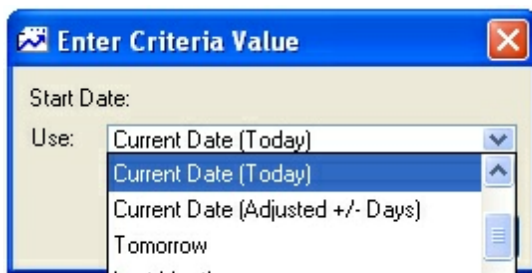 Enter Criteria Value
Start Date:
Use: Current Date (Today)
Current Date (Today)
Current Date (Adjusted +/- Days)
Tomorrow